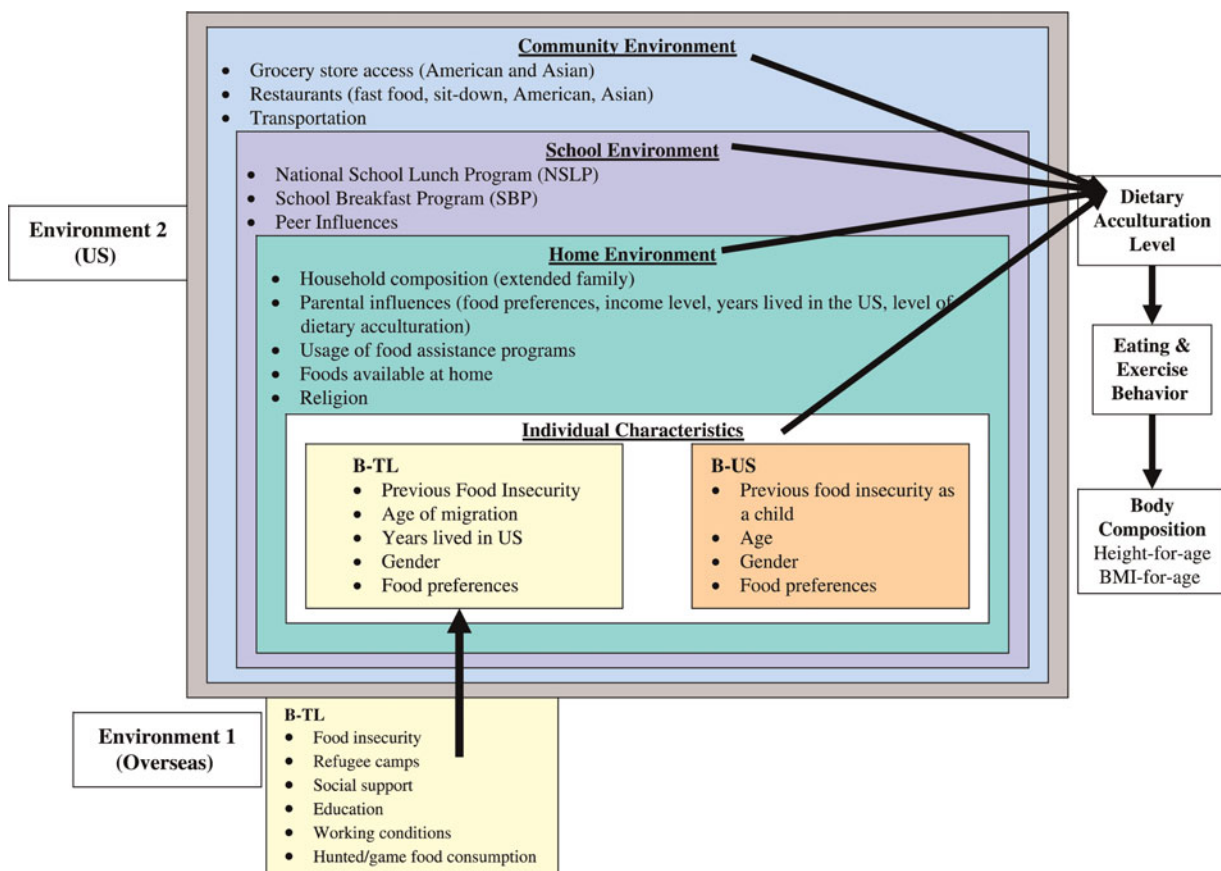 Community Environment
• Grocery store access (American and Asian)
• Restaurants (fast food, sit-down, American, Asian)
• Transportation
School Environment
• National School Lunch Program (NSLP)
• School Breakfast Program (SBP)
• Peer Influences
Home Environment
• Household composition (extended family)
• Parental influences (food preferences, income level, years lived in the US, level of
dietary acculturation)
• Usage of food assistance programs
• Foods available at home
• Religion
Individual Characteristics
B-TL
• Previous Food Insecurity
• Age of migration
• Years lived in US
• Gender
• Food preferences
B-US
• Previous food insecurity as
a child
• Age
• Gender
• Food preferences
Environment 2
(US)
Dietary
Acculturation
Level
Eating &
Exercise
Behavior
Body
Composition
Height-for-age
BMI-for-age
Environment 1
(Overseas)
B-TL
• Food insecurity
• Refugee camps
• Social support
• Education
• Working conditions
• Hunted/game food consumption